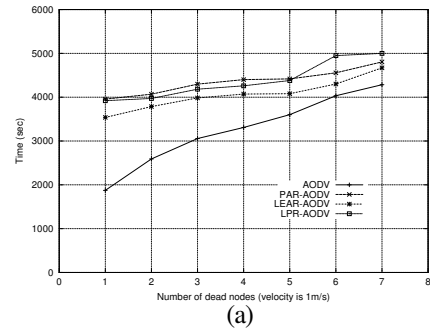 6000
5000
4000
3000
2000
1000
0
Time (sec)
AODV
PAR-AODV
LEAR-AODV
LPR-AODV
0 1 2 3 4 5 6 7 8
Number of dead nodes (velocity is 1m/s)
(a)